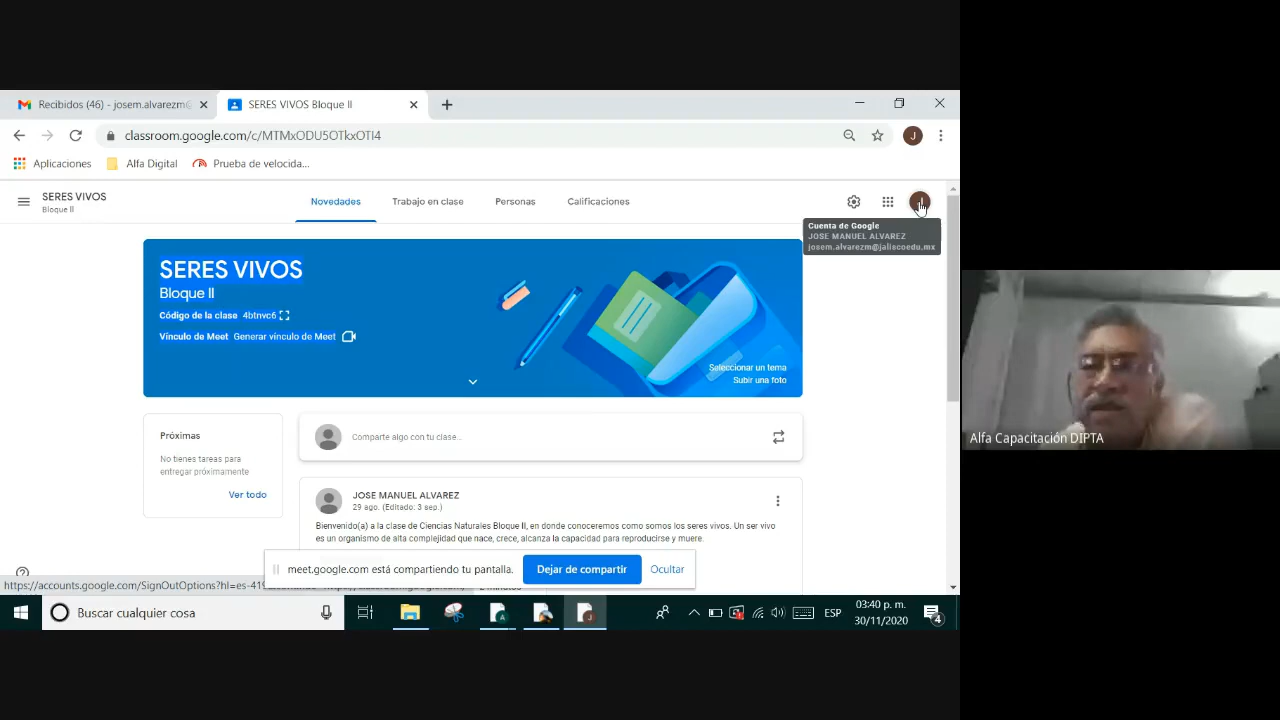 Recibidos (46) - josem.alvarezm@
SERES VIVOS Bloque II
classroom.google.com/c/MTMxODU5OTkxOTI4
J
Aplicaciones
Alfa Digital
Prueba de velocida...
SERES VIVOS
Bloque II
Novedades
Trabajo en clase
Personas
Calificaciones
Cuenta de Google
JOSE MANUEL ALVAREZ
josem.alvarezm@jaliscoedu.mx
SERES VIVOS
Bloque II
Código de la clase 4btnvc6
Vínculo de Meet Generar vínculo de Meet
Seleccionar un tema
Subir una foto
Próximas
No tienes tareas para
entregar próximamente
Ver todo
Comparte algo con tu clase...
JOSE MANUEL ALVAREZ
29 ago. (Editado: 3 sep.)
Bienvenido(a) a la clase de Ciencias Naturales Bloque II, en donde conoceremos como somos los seres vivos. Un ser vivo
es un organismo de alta complejidad que nace, crece, alcanza la capacidad para reproducirse y muere.
meet.google.com está compartiendo tu pantalla.
Dejar de compartir
Ocultar
Alfa Capacitación DIPTA
Buscar cualquier cosa
ESP
03:40 p. m.
30/11/2020
4